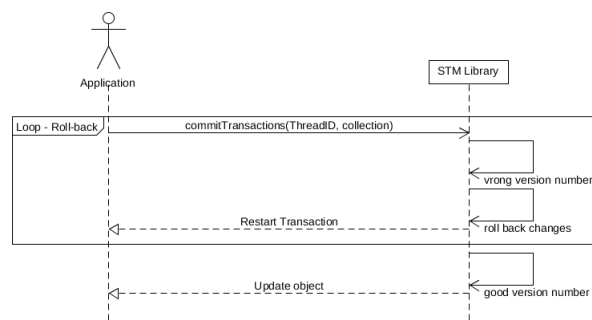 Application
STM Library
Loop - Roll-back
commitTransactions(ThreadID, collection)
vrong version number
roll back changes
Restart Transaction
good version number
Update object